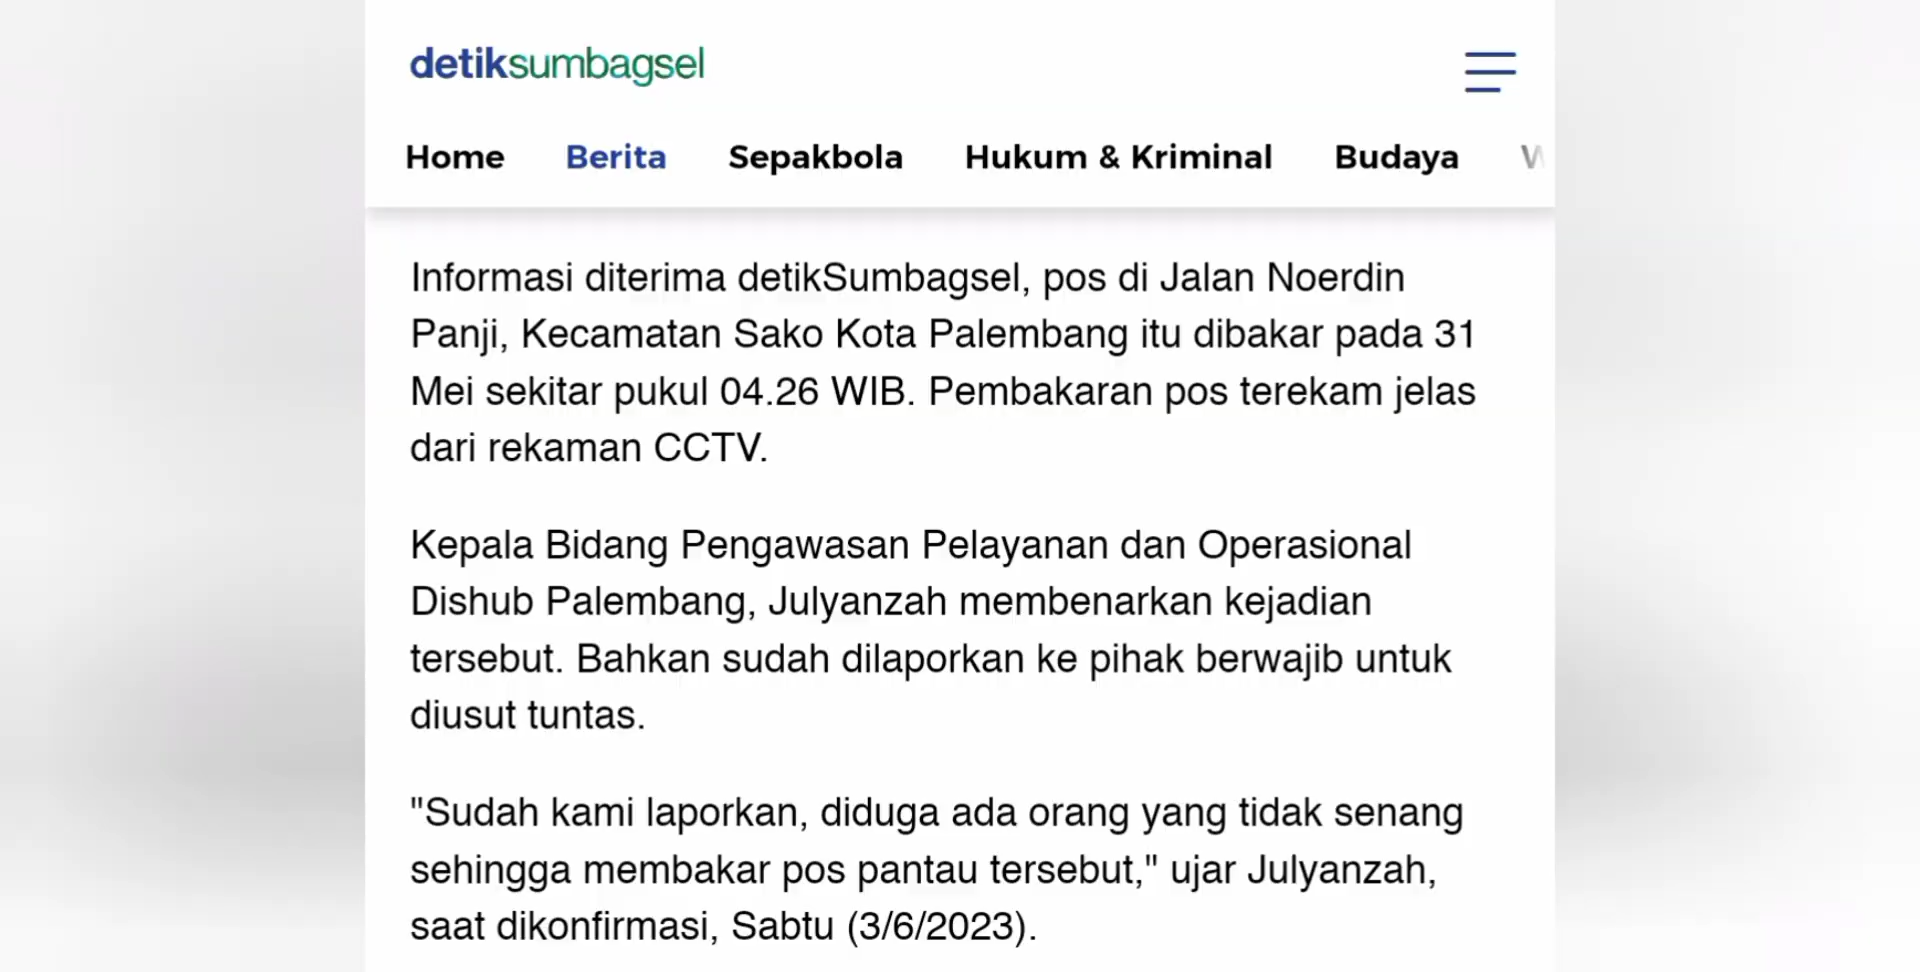 detiksumbagsel
Home Berita Sepakbola Hukum & Kriminal Budaya
Informasi diterima detikSumbagsel, pos di Jalan Noerdin
Panji, Kecamatan Sako Kota Palembang itu dibakar pada 31
Mei sekitar pukul 04.26 WIB. Pembakaran pos terekam jelas
dari rekaman CCTV.
Kepala Bidang Pengawasan Pelayanan dan Operasional
Dishub Palembang, Julyanzah membenarkan kejadian
tersebut. Bahkan sudah dilaporkan ke pihak berwajib untuk
diusut tuntas.
"Sudah kami laporkan, diduga ada orang yang tidak senang
sehingga membakar pos pantau tersebut," ujar Julyanzah,
saat dikonfirmasi, Sabtu (3/6/2023).